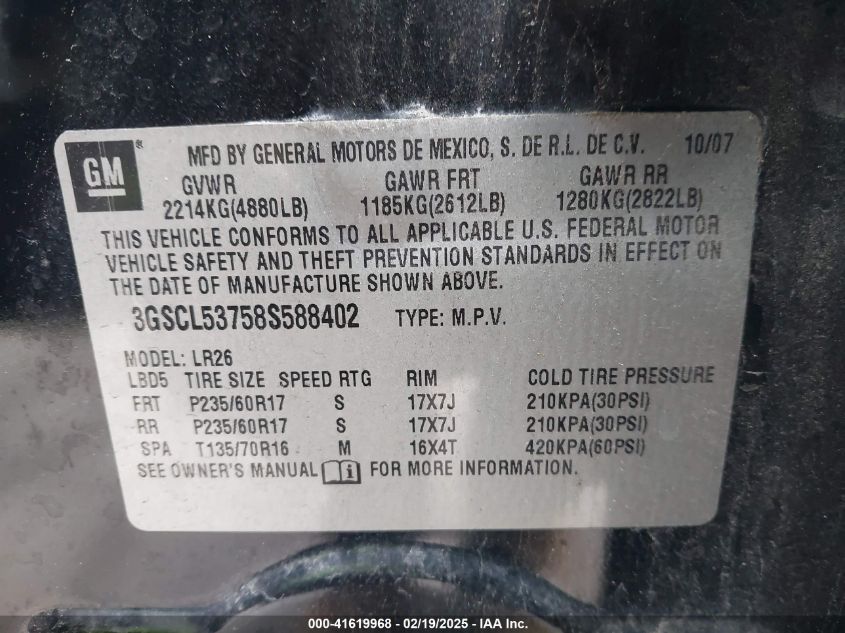 GM®
MFD BY GENERAL MOTORS DE MEXICO, S. DE R.L. DE C.V. 10/07
GVWR GAWR FRT GAWR RR
2214KG(4880LB) 1185KG(2612LB) 1280KG(2822LB)
THIS VEHICLE CONFORMS TO ALL APPLICABLE U.S. FEDERAL MOTOR
VEHICLE SAFETY AND THEFT PREVENTION STANDARDS IN EFFECT ON
THE DATE OF MANUFACTURE SHOWN ABOVE.
3GSCL53758S588402 TYPE: M.P.V.
MODEL: LR26
LBD5 TIRE SIZE SPEED RTG RIM COLD TIRE PRESSURE
FRT P235/60R17 S 17X7J 210KPA(30PSI)
RR P235/60R17 S 17X7J 210KPA(30PSI)
SPA T135/70R16 M 16X4T 420KPA(60PSI)
SEE OWNER'S MANUAL i FOR MORE INFORMATION.
000-41619968 - 02/19/2025 - IAA Inc.